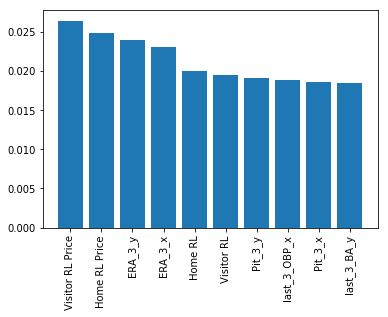 0.025
0.020
0.015
0.010
0.005
0.000
Visitor RL Price
Home RL Price
ERA_3_y
ERA_3_x
Home RL
Visitor RL
Pit_3_y
last_3_OBP_x
Pit_3_x
last_3_BA_y